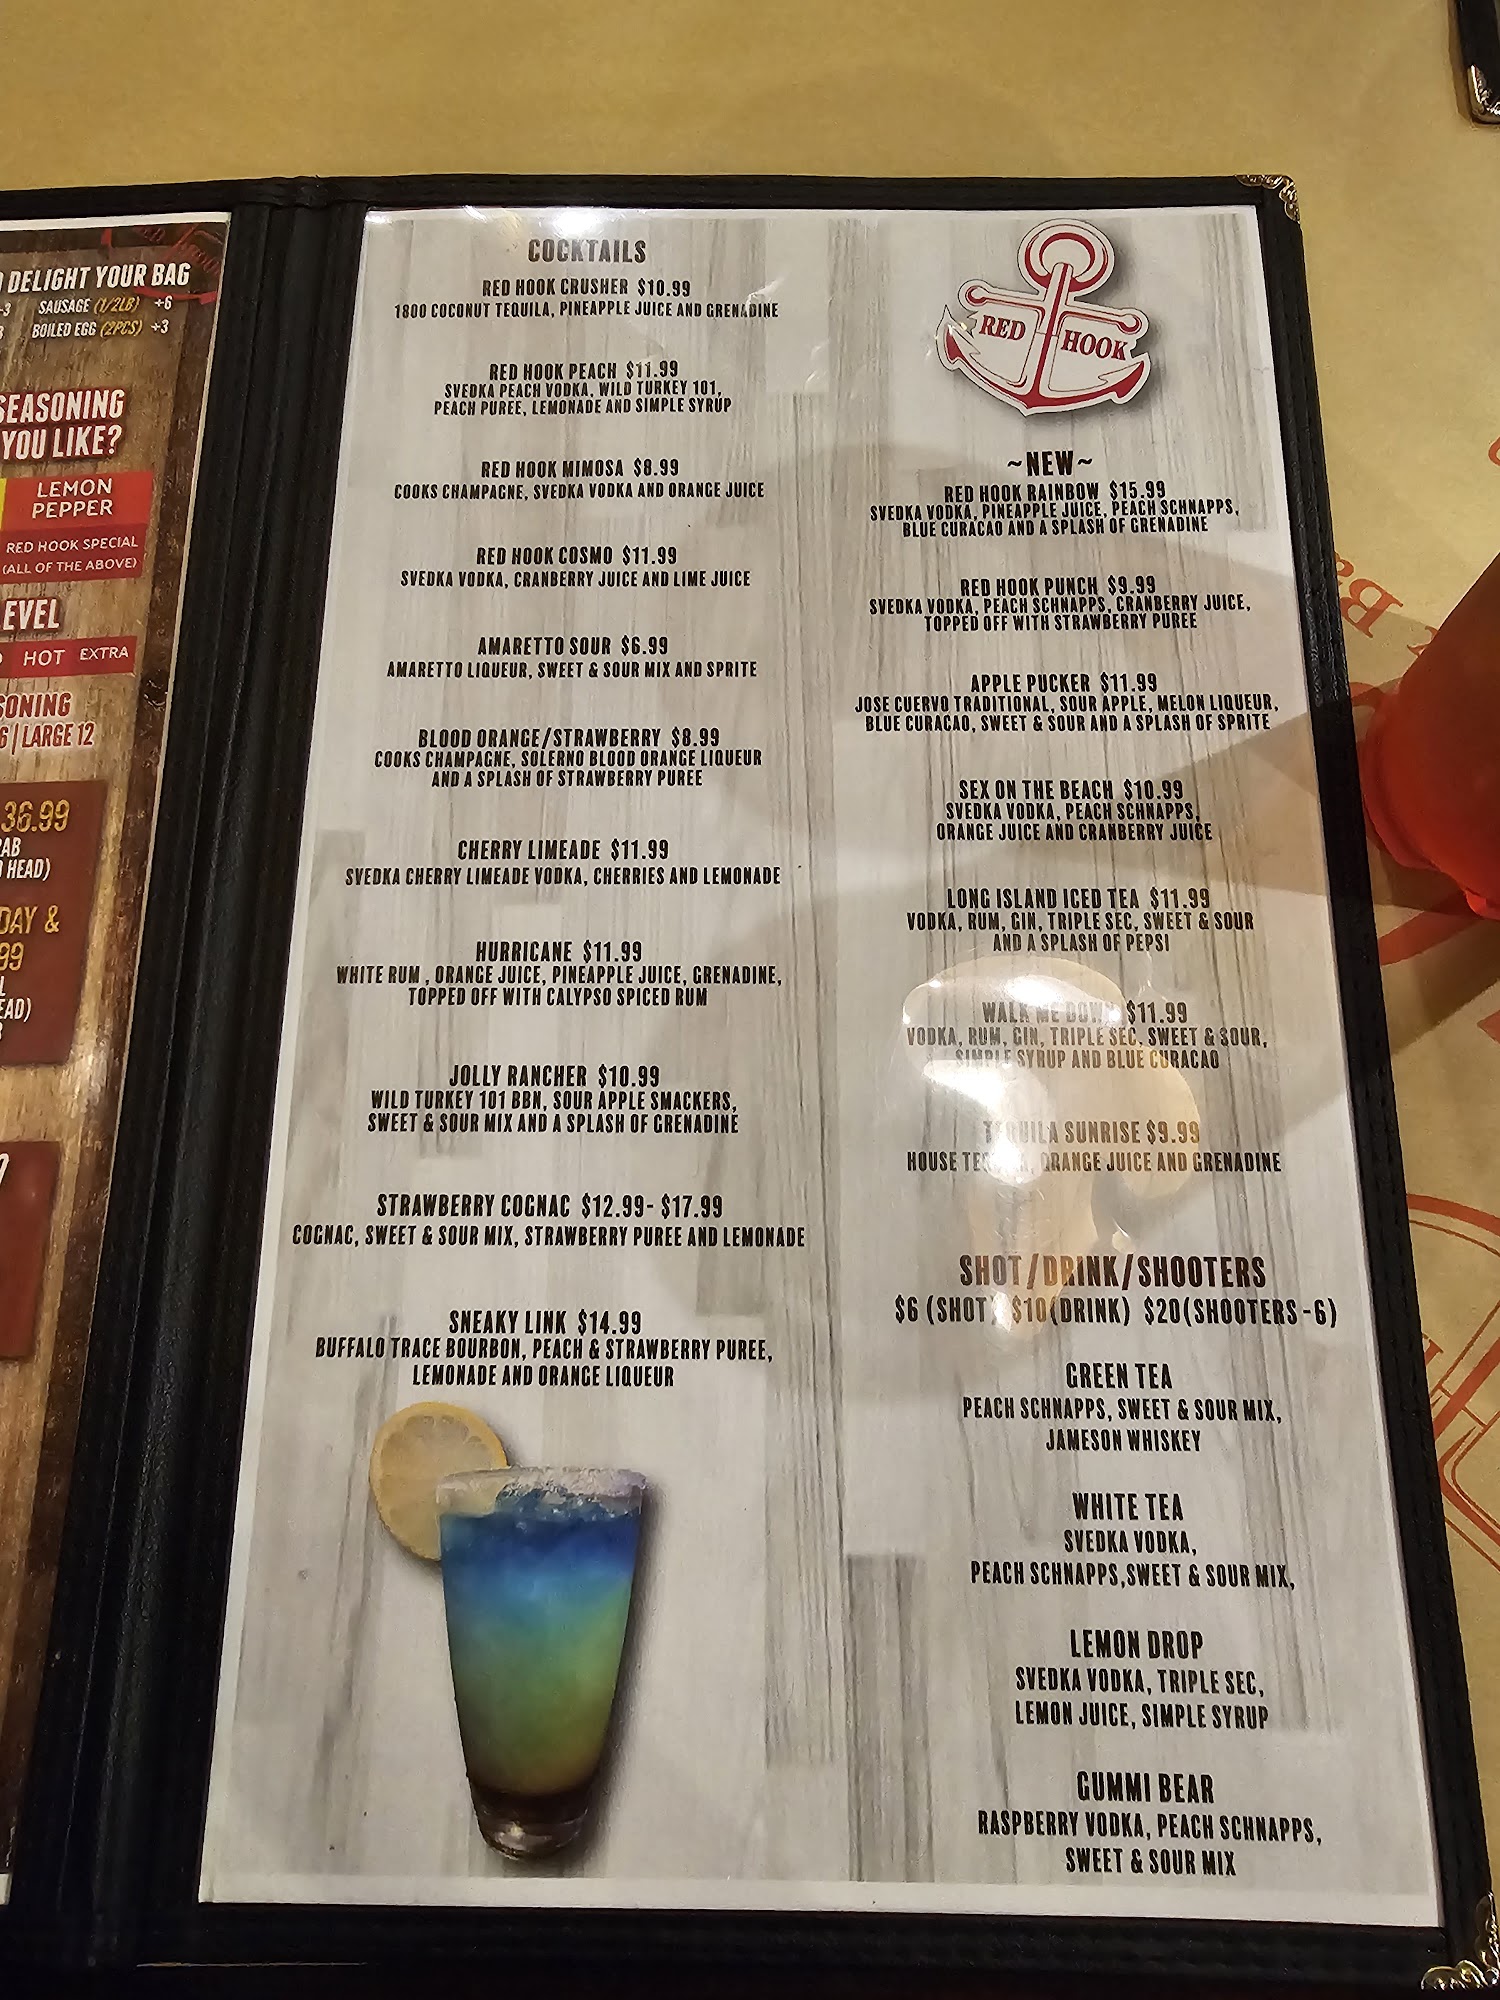 DELIGHT YOUR BAG
SAUSAGE (1/2LB) +6
BOILED EGG (2PCS) +3
SEASONING
YOU LIKE?
LEMON
PEPPER
RED HOOK SPECIAL
(ALL OF THE ABOVE)
HOT EXTRA
LARGE 12
36.99
HEAD)
DAY &
COCKTAILS
RED HOOK CRUSHER $10.99
1800 COCONUT TEQUILA, PINEAPPLE JUICE AND GRENADINE
RED HOOK PEACH $11.99
SVEDKA PEACH VODKA, WILD TURKEY 101,
PEACH PUREE, LEMONADE AND SIMPLE SYRUP
RED HOOK MIMOSA $8.99
COOKS CHAMPAGNE, SVEDKA VODKA AND ORANGE JUICE
RED HOOK COSMO $11.99
SVEDKA VODKA, CRANBERRY JUICE AND LIME JUICE
AMARETTO SOUR $6.99
AMARETTO LIQUEUR, SWEET & SOUR MIX AND SPRITE
BLOOD ORANGE/STRAWBERRY $8.99
COOKS CHAMPAGNE, SOLERNO BLOOD ORANGE LIQUEUR
AND A SPLASH OF STRAWBERRY PUREE
CHERRY LIMEADE $11.99
SVEDKA CHERRY LIMEADE VODKA, CHERRIES AND LEMONADE
HURRICANE $11.99
WHITE RUM , ORANGE JUICE, PINEAPPLE JUICE, GRENADINE,
TOPPED OFF WITH CALYPSO SPICED RUM
JOLLY RANCHER $10.99
WILD TURKEY 101 BBN, SOUR APPLE SMACKERS,
SWEET & SOUR MIX AND A SPLASH OF GRENADINE
STRAWBERRY COGNAC $12.99- $17.99
COGNAC, SWEET & SOUR MIX, STRAWBERRY PUREE AND LEMONADE
SNEAKY LINK $14.99
BUFFALO TRACE BOURBON, PEACH & STRAWBERRY PUREE,
LEMONADE AND ORANGE LIQUEUR
RED HOOK
~NEW~
RED HOOK RAINBOW $15.99
SVEDKA VODKA, PINEAPPLE JUICE, PEACH SCHNAPPS,
BLUE CURACAO AND A SPLASH OF GRENADINE
RED HOOK PUNCH $9.99
SVEDKA VODKA, PEACH SCHNAPPS, CRANBERRY JUICE,
TOPPED OFF WITH STRAWBERRY PUREE
APPLE PUCKER $11.99
JOSE CUERVO TRADITIONAL, SOUR APPLE, MELON LIQUEUR,
BLUE CURACAO, SWEET & SOUR AND A SPLASH OF SPRITE
SEX ON THE BEACH $10.99
SVEDKA VODKA, PEACH SCHNAPPS,
ORANGE JUICE AND CRANBERRY JUICE
LONG ISLAND ICED TEA $11.99
VODKA, RUM, GIN, TRIPLE SEC, SWEET & SOUR
AND A SPLASH OF PEPSI
WALK ME DOWN $11.99
VODKA, RUM, GIN, TRIPLE SEC, SWEET & SOUR,
SIMPLE SYRUP AND BLUE CURACAO
TEQUILA SUNRISE $9.99
HOUSE TEQUILA, ORANGE JUICE AND GRENADINE
SHOT/DRINK/SHOOTERS
$6 (SHOT) $10(DRINK) $20(SHOOTERS-6)
GREEN TEA
PEACH SCHNAPPS, SWEET & SOUR MIX,
JAMESON WHISKEY
WHITE TEA
SVEDKA VODKA,
PEACH SCHNAPPS,SWEET & SOUR MIX,
LEMON DROP
SVEDKA VODKA, TRIPLE SEC,
LEMON JUICE, SIMPLE SYRUP
GUMMI BEAR
RASPBERRY VODKA, PEACH SCHNAPPS,
SWEET & SOUR MIX